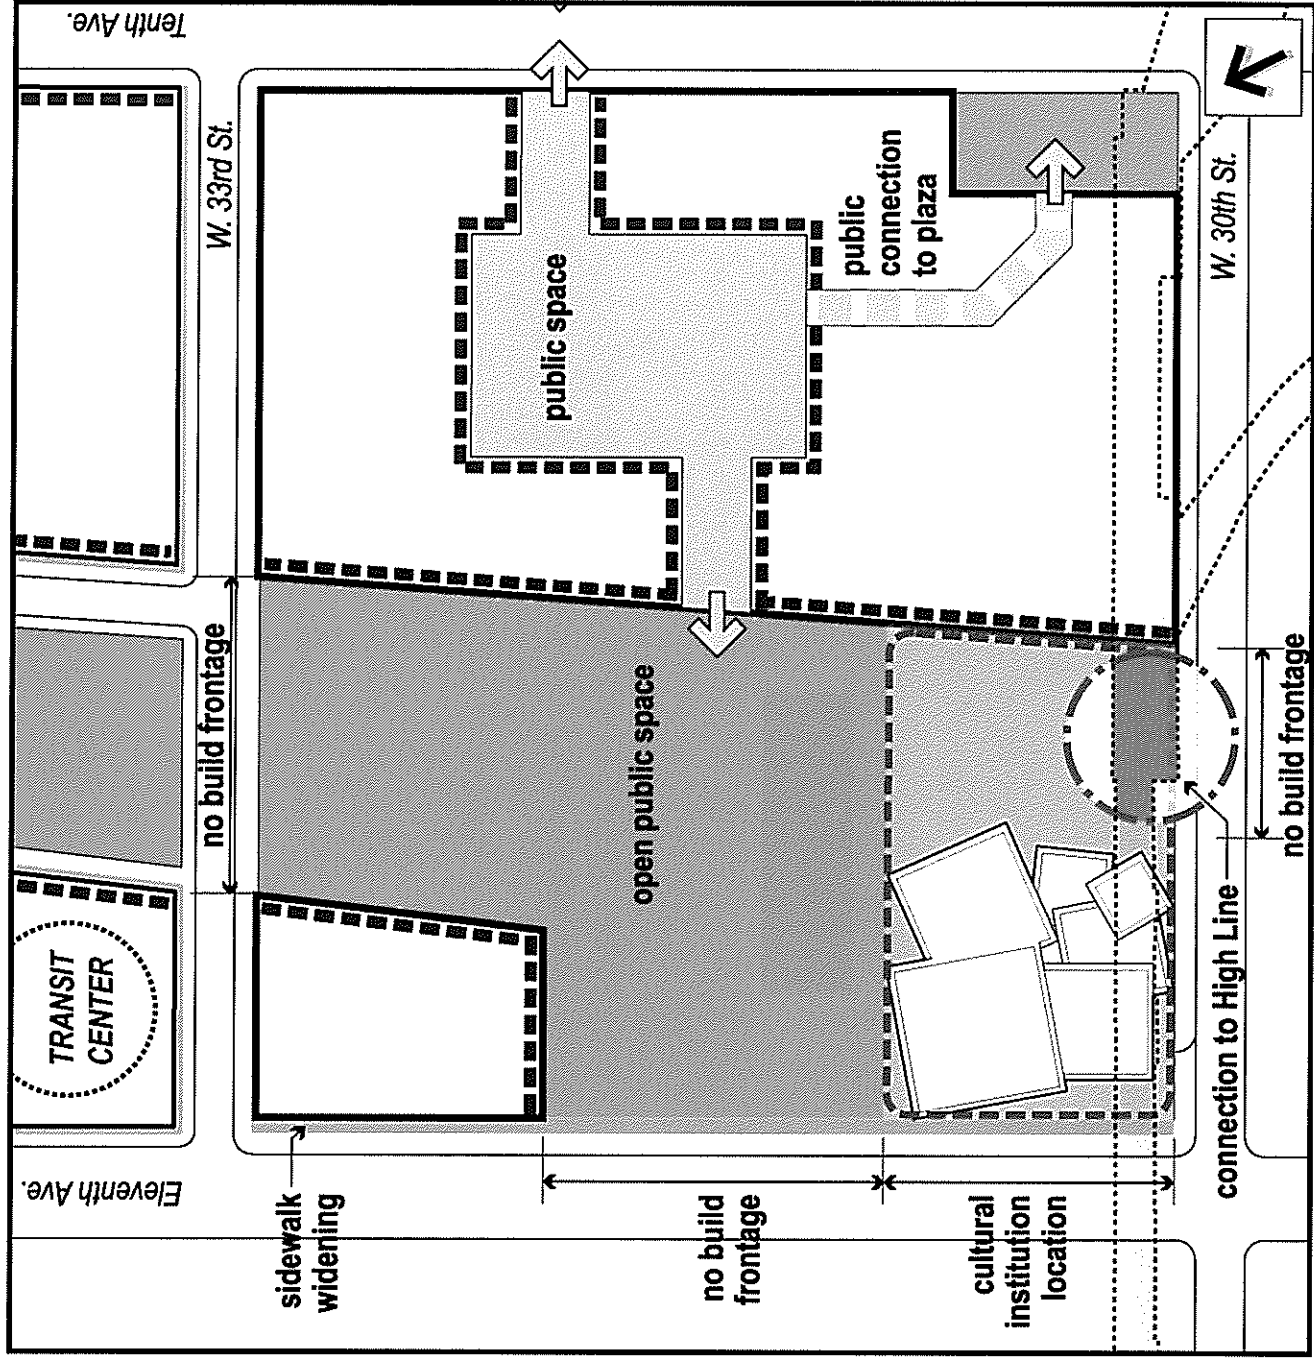 Tenth Ave.
W. 33rd St.
public space
public
connection
to plaza
W. 30th St.
no build frontage
open public space
TRANSIT
CENTER
no build frontage
connection to High Line
Eleventh Ave.
sidewalk
widening
no build
frontage
cultural
institution
location